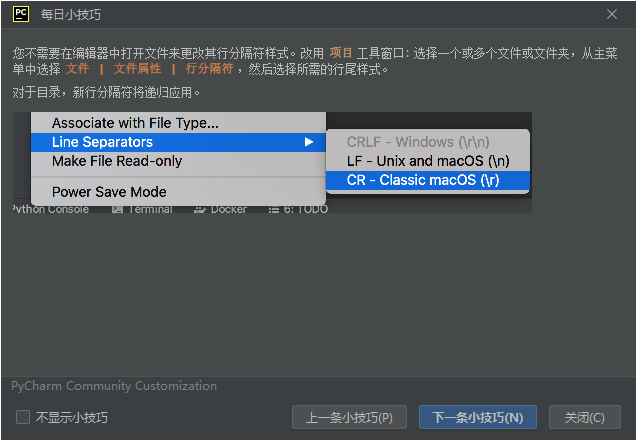 PC 每日小技巧
您不需要在编辑器中打开文件来更改其行分隔符样式。改用 项目 工具窗口: 选择一个或多个文件或文件夹，从主菜
单中选择 文件 | 文件属性 | 行分隔符 ，然后选择所需的行尾样式。
对于目录，新行分隔符将递归应用。
Associate with File Type...
Line Separators
CRLF - Windows (\r\n)
Make File Read-only
LF - Unix and macOS (\n)
CR - Classic macOS (\r)
Power Save Mode
Python Console Terminal Docker 6: TODO
PyCharm Community Customization
不显示小技巧
上一条小技巧(P)
下一条小技巧(N)
关闭(C)